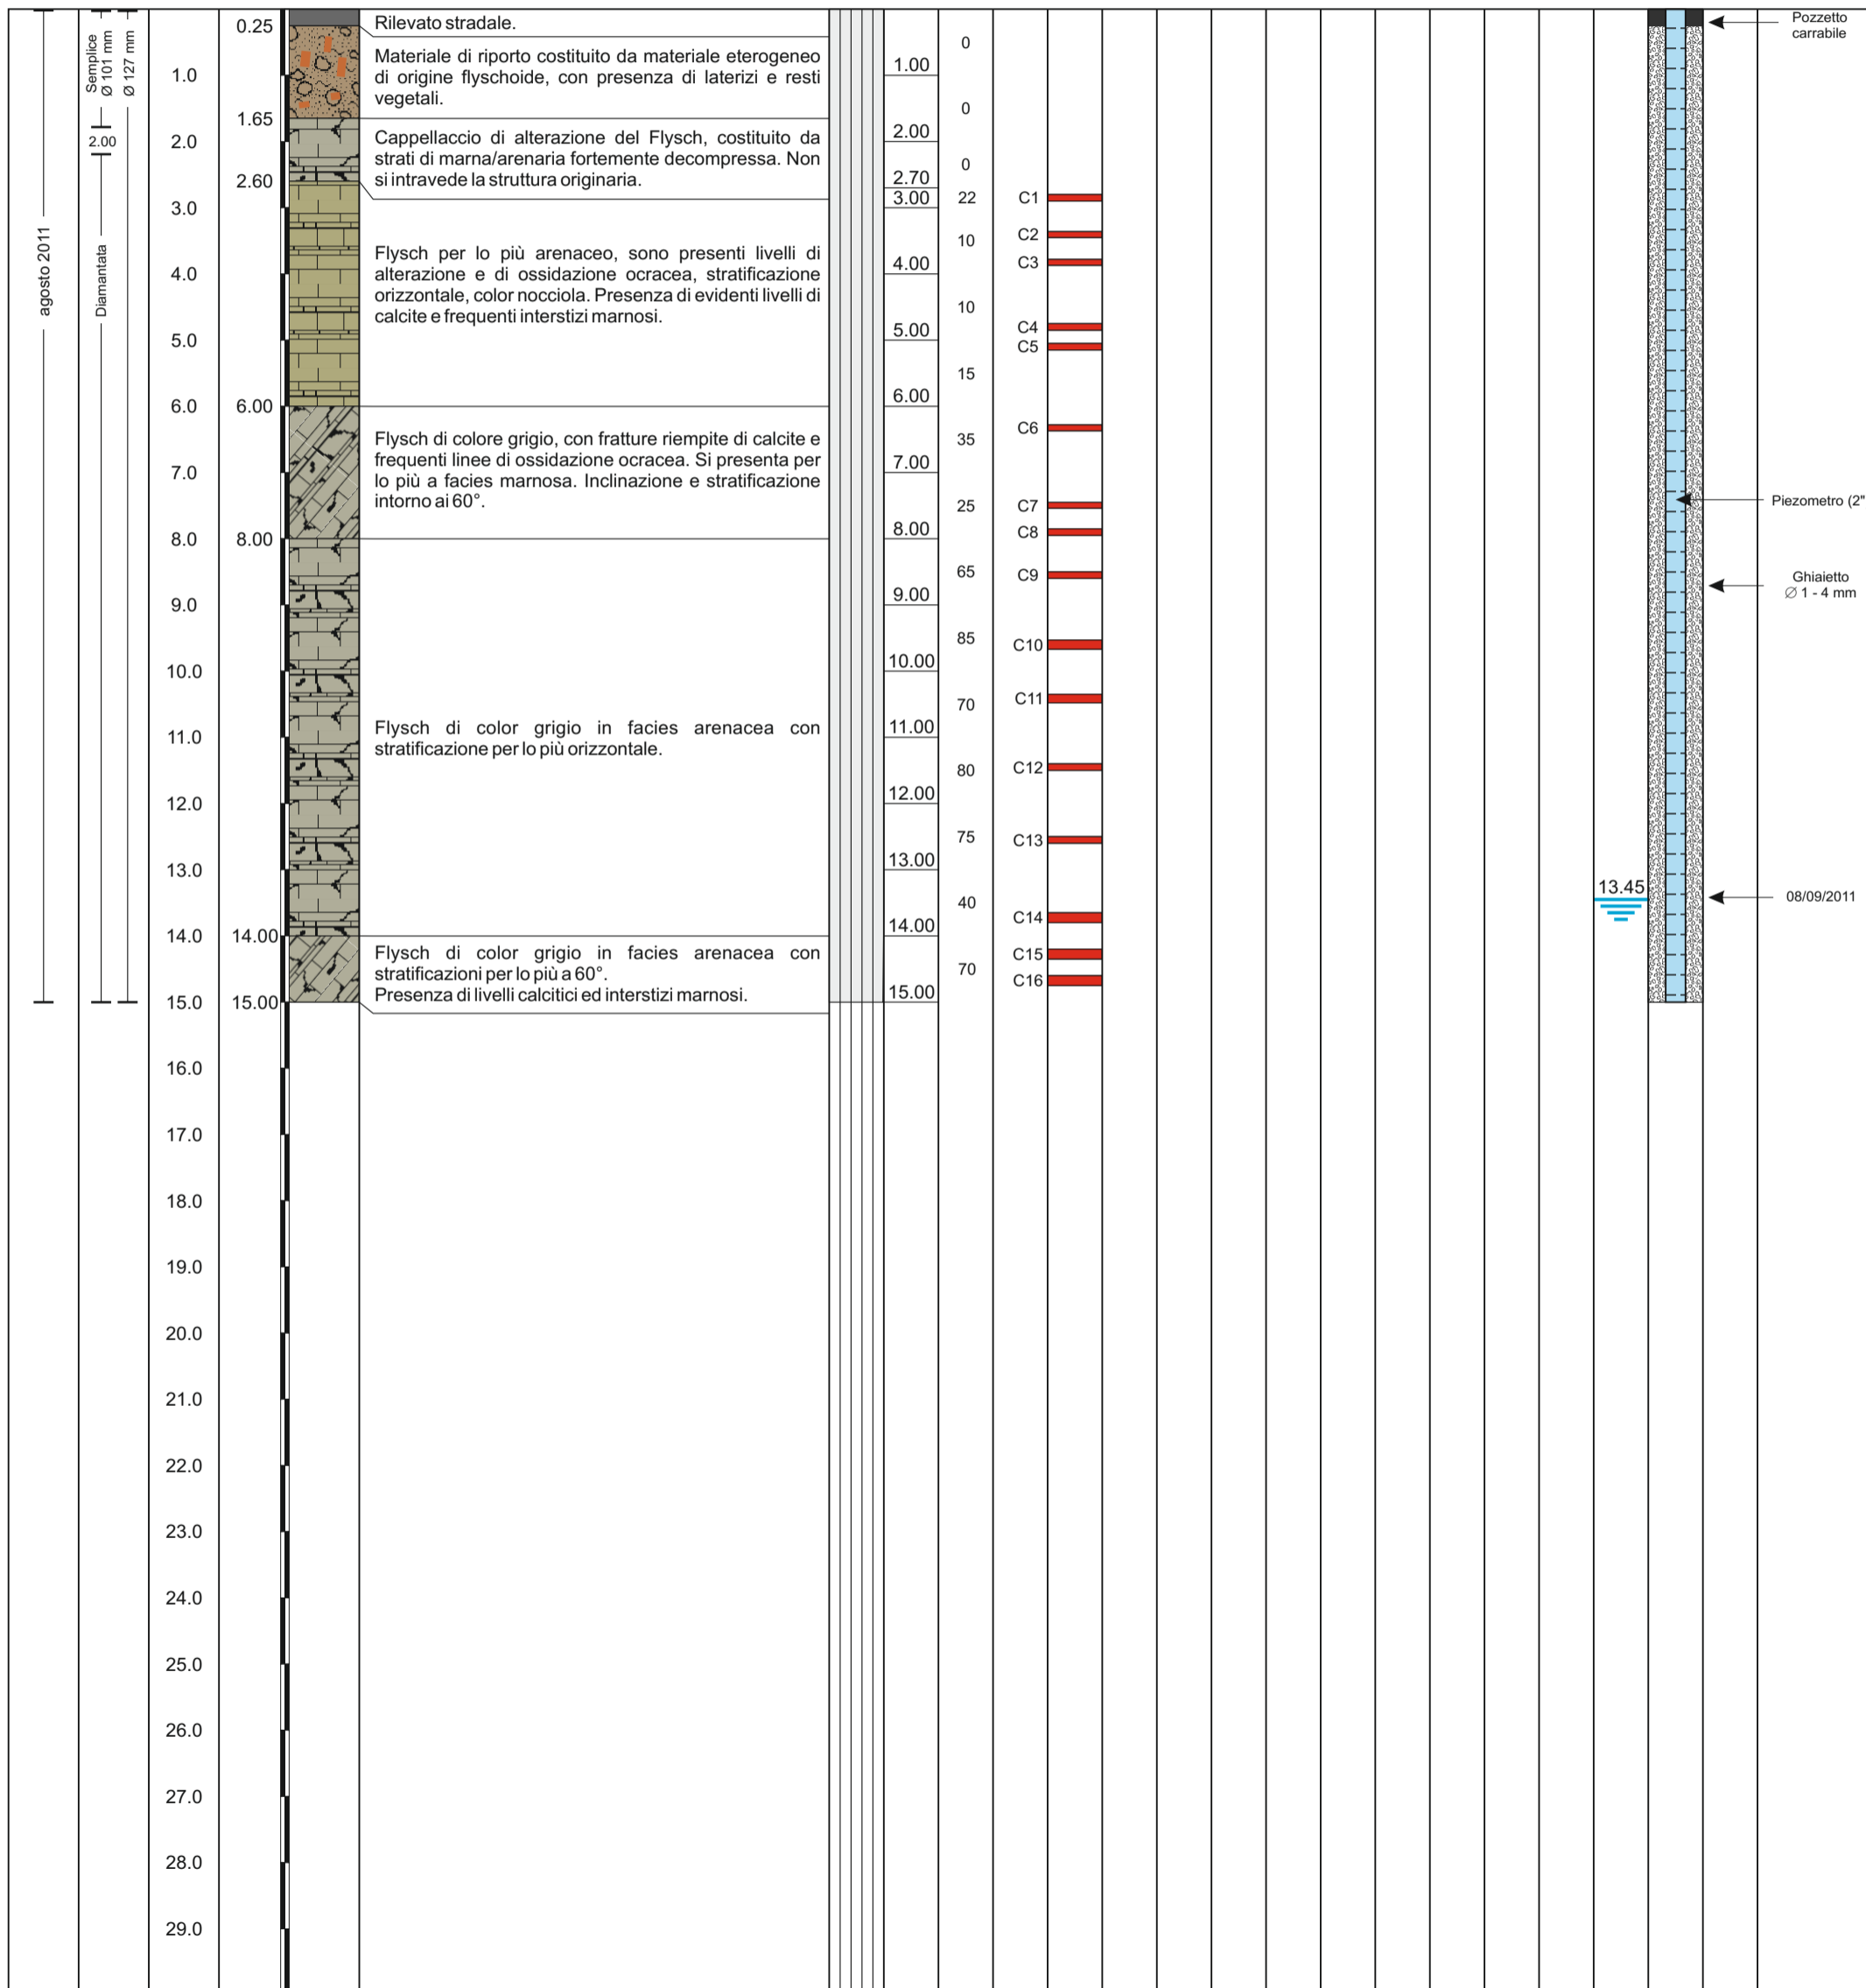 agosto 2011
Semplice
Ø 101 mm
Ø 127 mm
2.00
Diamantata
1.0
2.0
3.0
4.0
5.0
6.0
7.0
8.0
9.0
10.0
11.0
12.0
13.0
14.0
15.0
16.0
17.0
18.0
19.0
20.0
21.0
22.0
23.0
24.0
25.0
26.0
27.0
28.0
29.0
0.25
1.65
2.60
6.00
8.00
14.00
15.00
Rilevato stradale.
Materiale di riporto costituito da materiale eterogeneo
di origine flyschoide, con presenza di laterizi e resti
vegetali.
Cappellaccio di alterazione del Flysch, costituito da
strati di marna/arenaria fortemente decompressa. Non
si intravede la struttura originaria.
Flysch per lo più arenaceo, sono presenti livelli di
alterazione e di ossidazione ocracea, stratificazione
orizzontale, color nocciola. Presenza di evidenti livelli di
calcite e frequenti interstizi marnosi.
Flysch di colore grigio, con fratture riempite di calcite e
frequenti linee di ossidazione ocracea. Si presenta per
lo più a facies marnosa. Inclinazione e stratificazione
intorno ai 60°.
Flysch di color grigio in facies arenacea con
stratificazione per lo più orizzontale.
Flysch di color grigio in facies arenacea con
stratificazioni per lo più a 60°.
Presenza di livelli calcitici ed interstizi marnosi.
1.00
2.00
2.70
3.00
4.00
5.00
6.00
7.00
8.00
9.00
10.00
11.00
12.00
13.00
14.00
15.00
0
0
0
22
10
10
15
35
25
65
85
70
80
75
40
70
C1
C2
C3
C4
C5
C6
C7
C8
C9
C10
C11
C12
C13
C14
C15
C16
13.45
Pozzetto
carrabile
Piezometro (2"
Ghiaietto
Ø 1 - 4 mm
08/09/2011